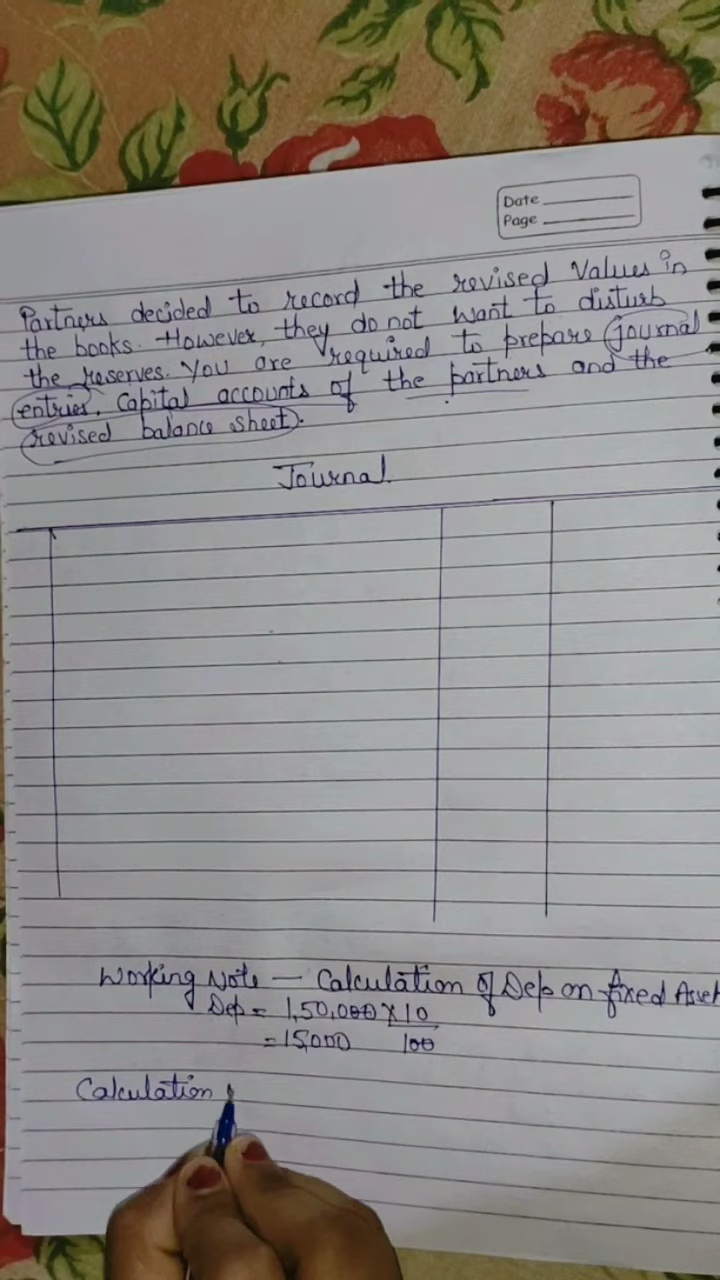 Date
Page
Partners decided to record the revised values in
the books. However, they do not want to disturb
the reserves. You are required to prepare journal
entries, Capital accounts of the partners and the
revised balance sheet.
Journal
Working Note - Calculation of Dep on fixed Asset
Dep = 1,50,000 × 10
= 15,000 100
Calculation